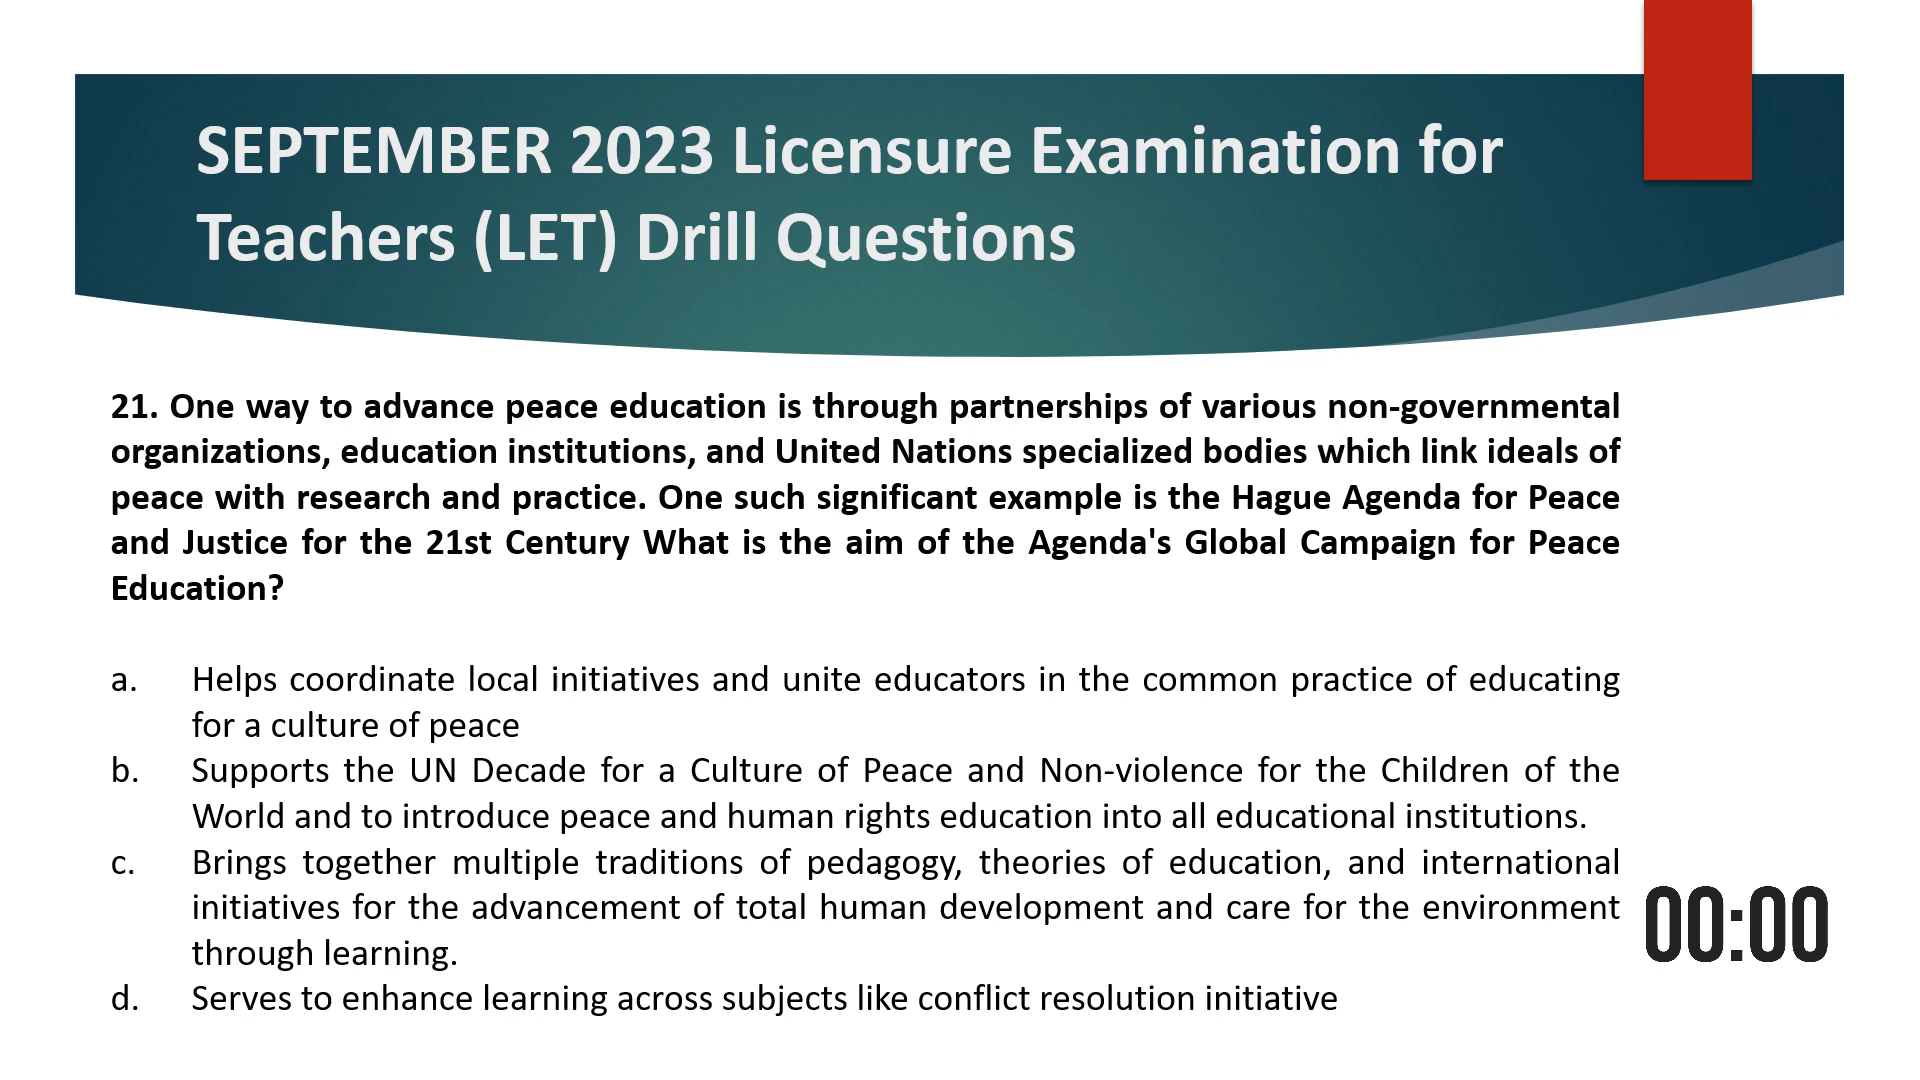 SEPTEMBER 2023 Licensure Examination for
Teachers (LET) Drill Questions
21. One way to advance peace education is through partnerships of various non-governmental
organizations, education institutions, and United Nations specialized bodies which link ideals of
peace with research and practice. One such significant example is the Hague Agenda for Peace
and Justice for the 21st Century What is the aim of the Agenda's Global Campaign for Peace
Education?
a. Helps coordinate local initiatives and unite educators in the common practice of educating
for a culture of peace
b. Supports the UN Decade for a Culture of Peace and Non-violence for the Children of the
World and to introduce peace and human rights education into all educational institutions.
c. Brings together multiple traditions of pedagogy, theories of education, and international
initiatives for the advancement of total human development and care for the environment
through learning.
d. Serves to enhance learning across subjects like conflict resolution initiative
00:00